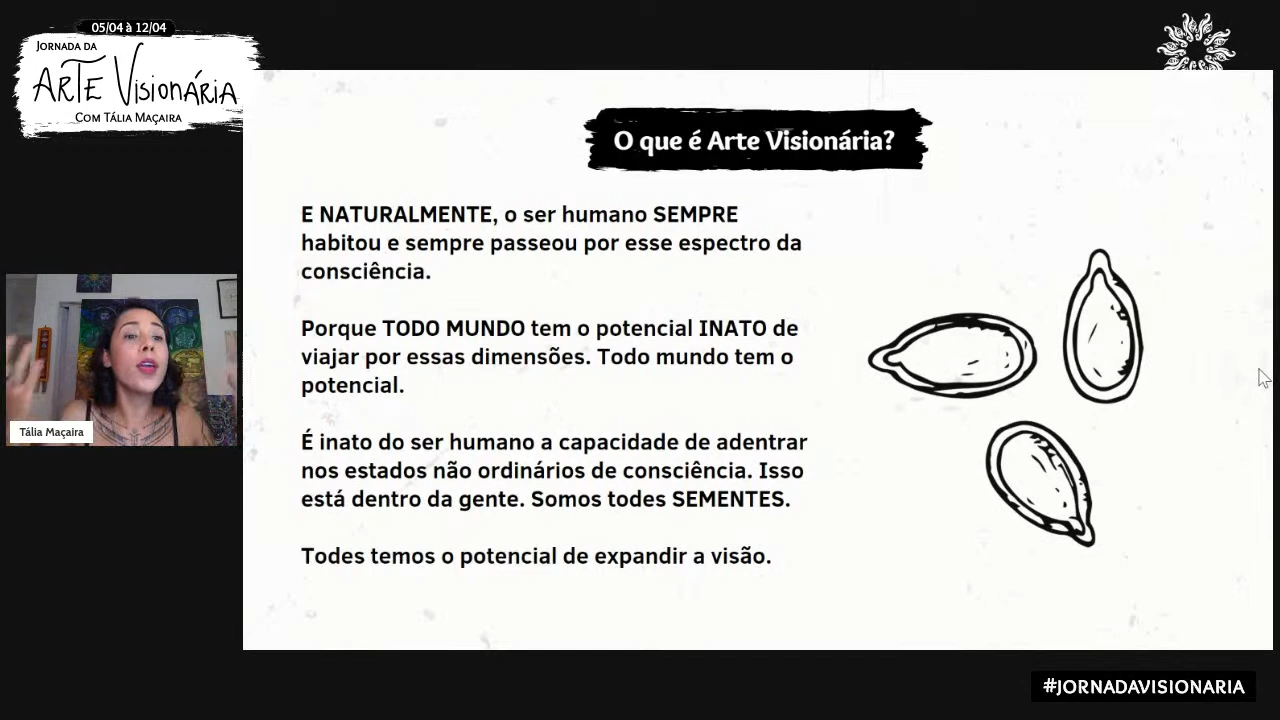 05/04 à 12/04
JORNADA DA
ARTE VISIONÁRIA
COM TÁLIA MAÇAIRA
O que é Arte Visionária?
E NATURALMENTE, o ser humano SEMPRE
habitou e sempre passeou por esse espectro da
consciência.
Porque TODO MUNDO tem o potencial INATO de
viajar por essas dimensões. Todo mundo tem o
potencial.
É inato do ser humano a capacidade de adentrar
nos estados não ordinários de consciência. Isso
está dentro da gente. Somos todes SEMENTES.
Todes temos o potencial de expandir a visão.
Tália Maçaira
#JORNADAVISIONARIA